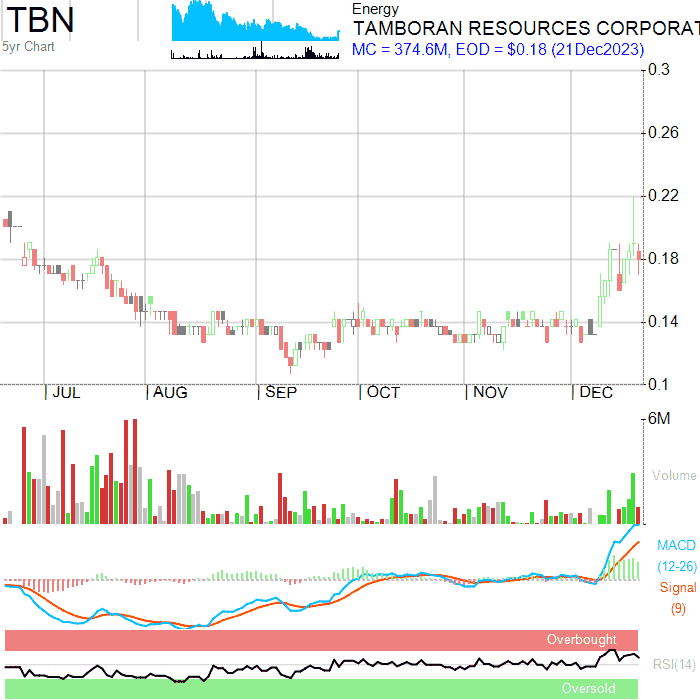 TBN
5yr Chart
Energy
TAMBORAN RESOURCES CORPORAT
MC = 374.6M, EOD = $0.18 (21Dec2023)
0.3
0.26
0.22
0.18
0.14
0.1
JUL AUG SEP OCT NOV DEC
6M
Volume
MACD
(12-26)
Signal
(9)
Overbought
RSI(14)
Oversold